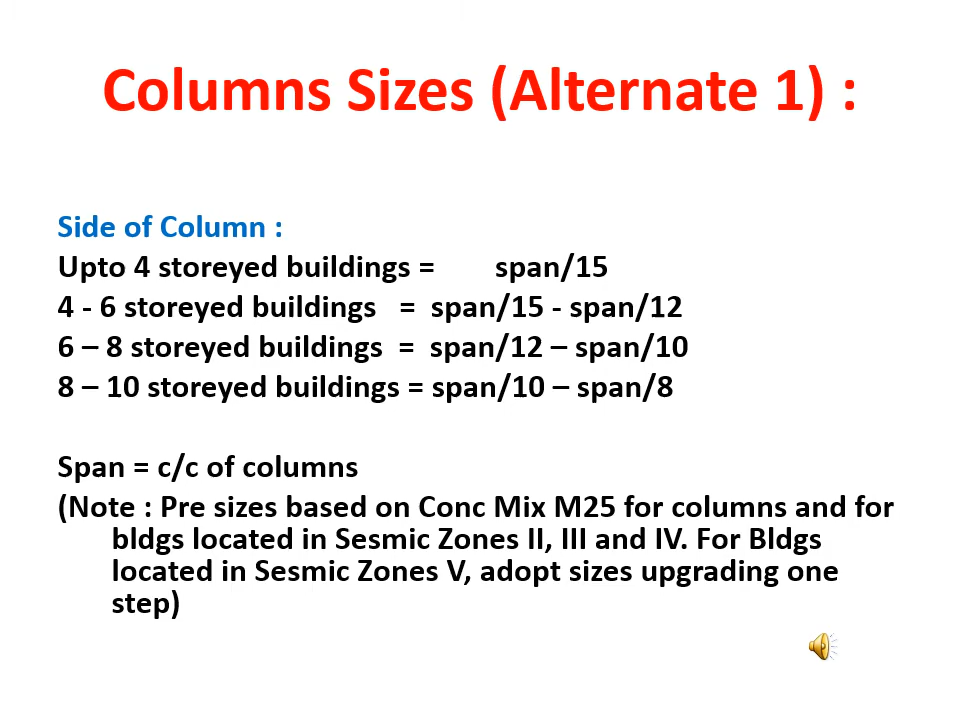 Columns Sizes (Alternate 1) :
Side of Column :
Upto 4 storeyed buildings = span/15
4 - 6 storeyed buildings = span/15 - span/12
6 – 8 storeyed buildings = span/12 – span/10
8 – 10 storeyed buildings = span/10 – span/8
Span = c/c of columns
(Note : Pre sizes based on Conc Mix M25 for columns and for
bldgs located in Sesmic Zones II, III and IV. For Bldgs
located in Sesmic Zones V, adopt sizes upgrading one
step)